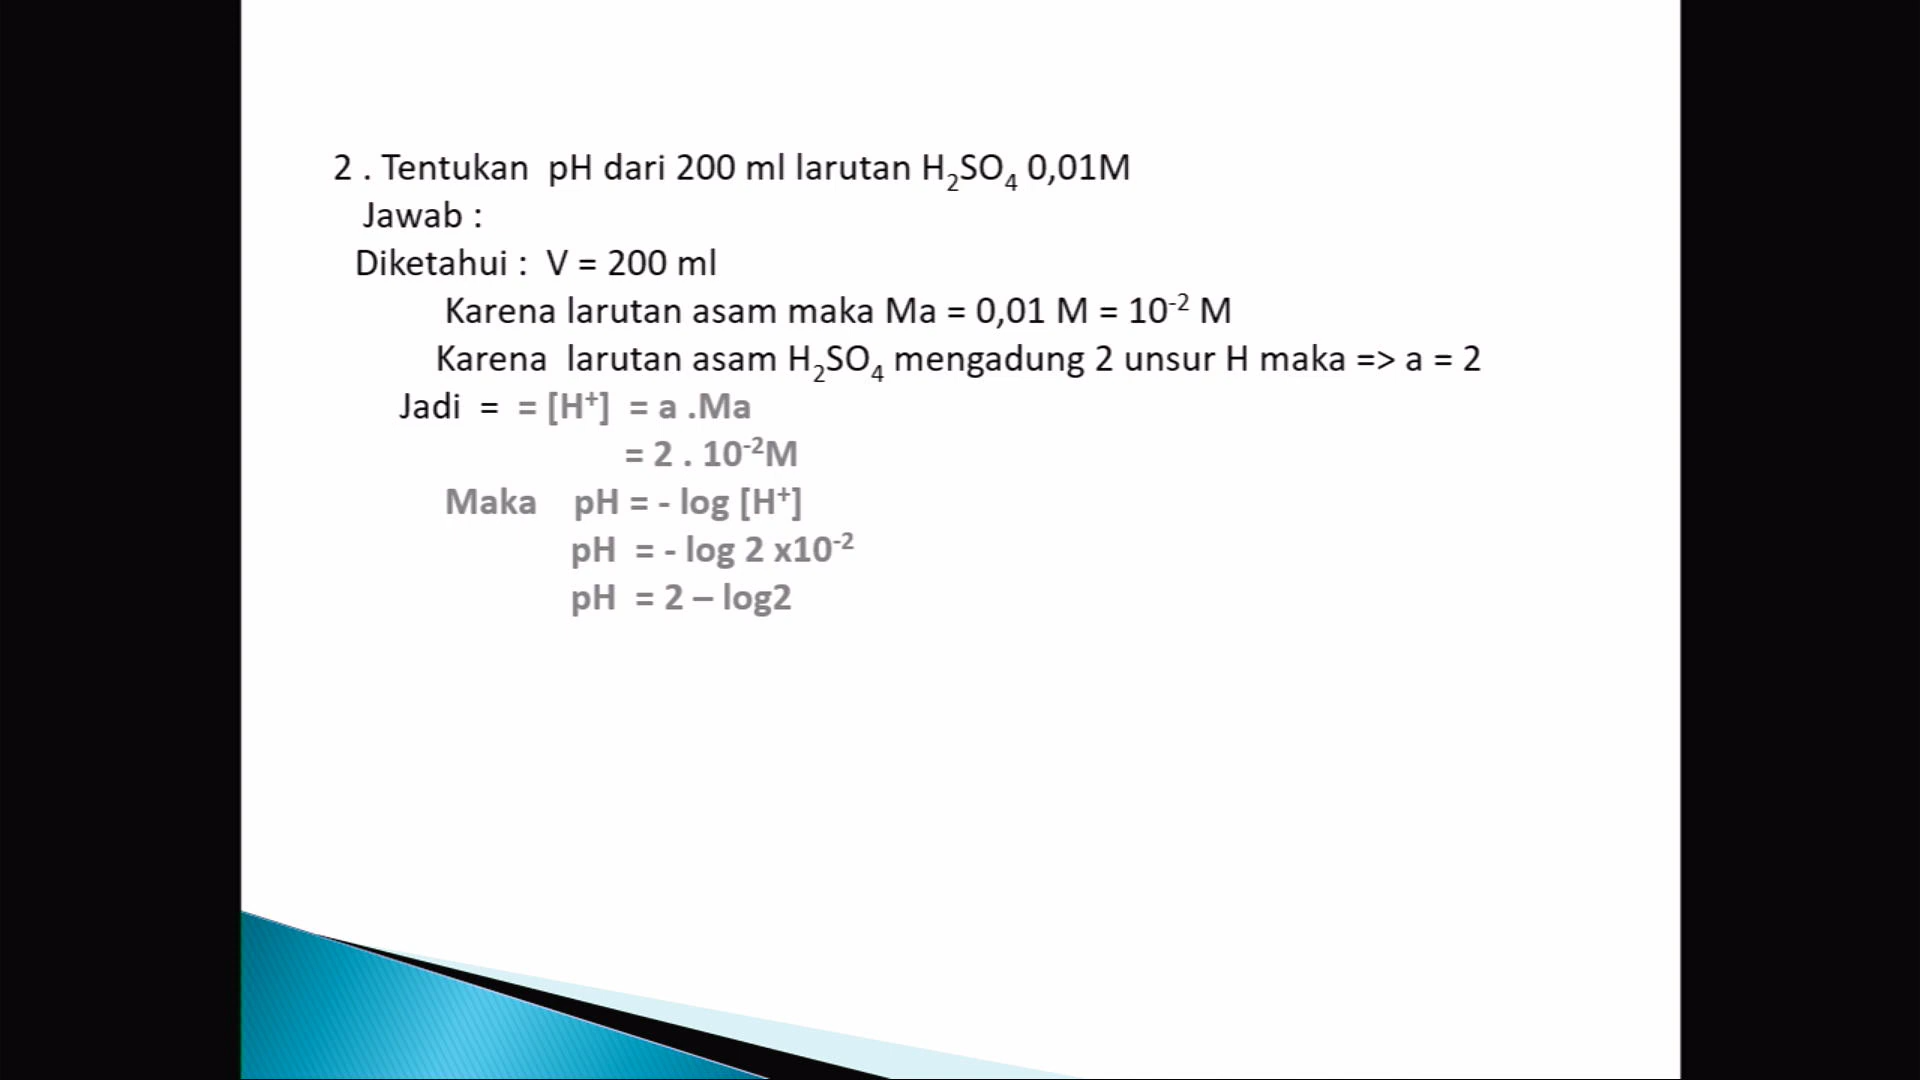 2 . Tentukan pH dari 200 ml larutan H₂SO₄ 0,01M
Jawab :
Diketahui : V = 200 ml
Karena larutan asam maka Ma = 0,01 M = 10⁻² M
Karena larutan asam H₂SO₄ mengadung 2 unsur H maka => a = 2
Jadi = = [H⁺] = a .Ma
= 2 . 10⁻²M
Maka pH = - log [H⁺]
pH = - log 2 x10⁻²
pH = 2 – log2